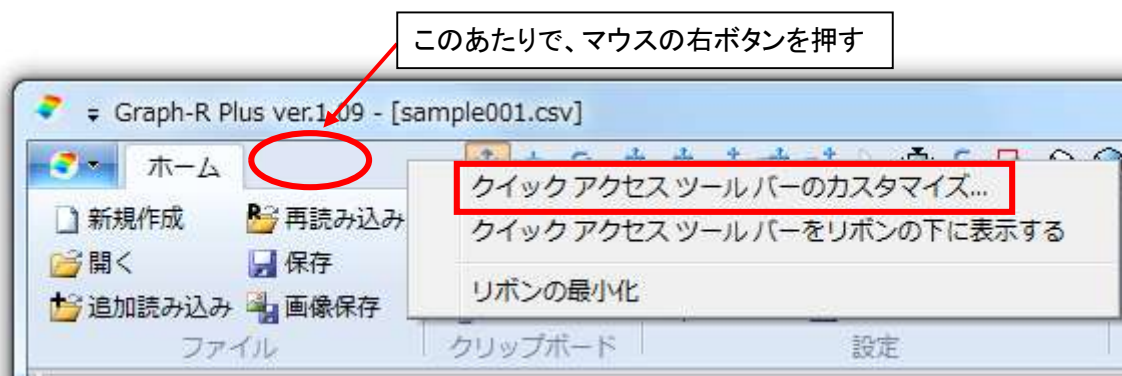 このあたりで、マウスの右ボタンを押す
Graph-R Plus ver.1.09 - [sample001.csv]
ホーム
クイック アクセス ツール バーのカスタマイズ...
新規作成
再読み込み
クイック アクセス ツール バーをリボンの下に表示する
開く
保存
リボンの最小化
追加読み込み
画像保存
ファイル
クリップボード
設定